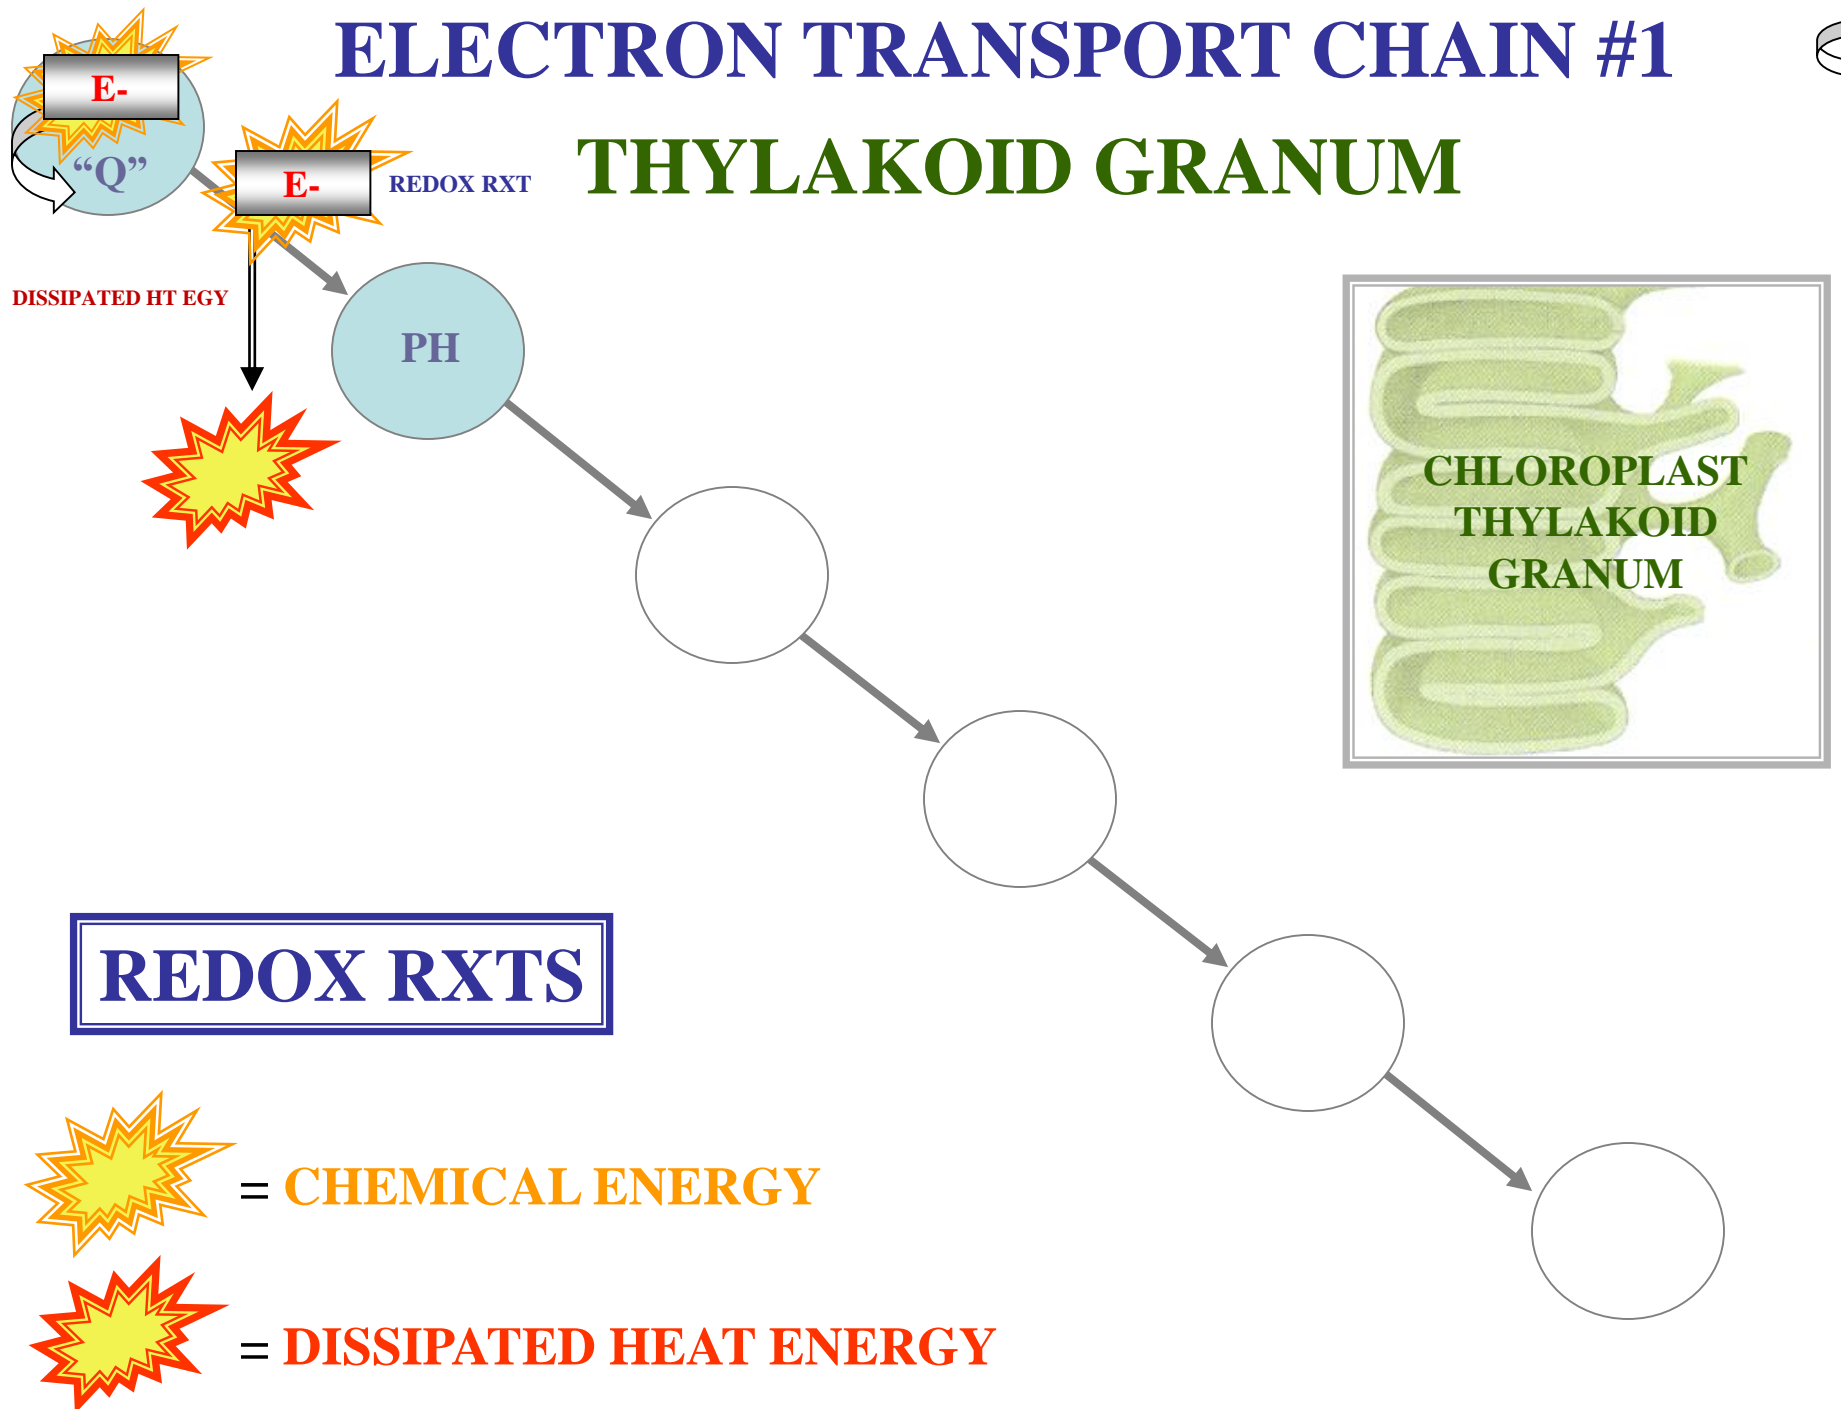 ELECTRON TRANSPORT CHAIN #1
THYLAKOID GRANUM
E-
“Q”
E-
REDOX RXT
DISSIPATED HT EGY
PH
CHLOROPLAST
THYLAKOID
GRANUM
REDOX RXTS
= CHEMICAL ENERGY
= DISSIPATED HEAT ENERGY